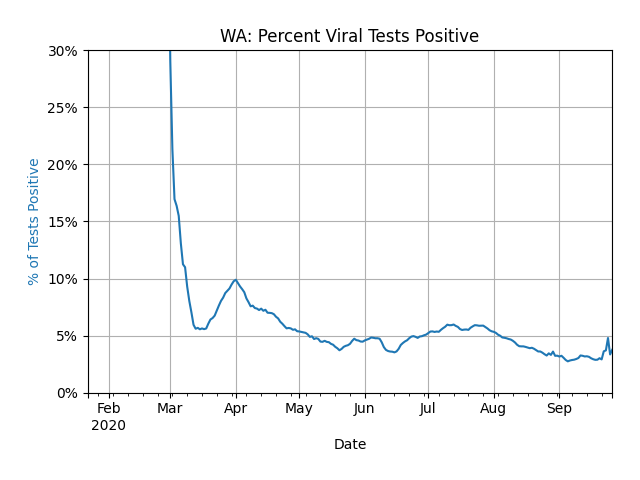 WA: Percent Viral Tests Positive
% of Tests Positive
30%
25%
20%
15%
10%
5%
0%
Feb Mar Apr May Jun Jul Aug Sep
2020
Date